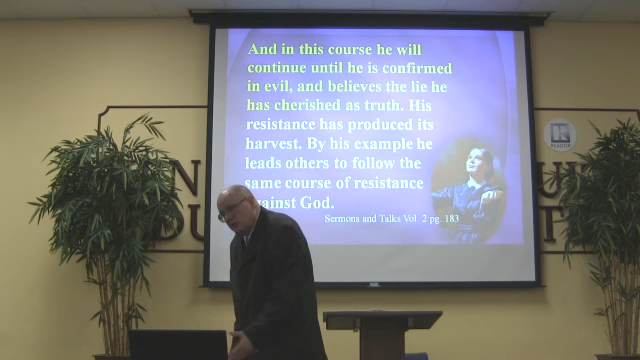 And in this course he will
continue until he is confirmed
in evil, and believes the lie he
has cherished as truth. His
resistance has produced its
harvest. By his example he
leads others to follow the
same course of resistance
against God.
Sermons and Talks Vol. 2 pg. 183
REALTOR